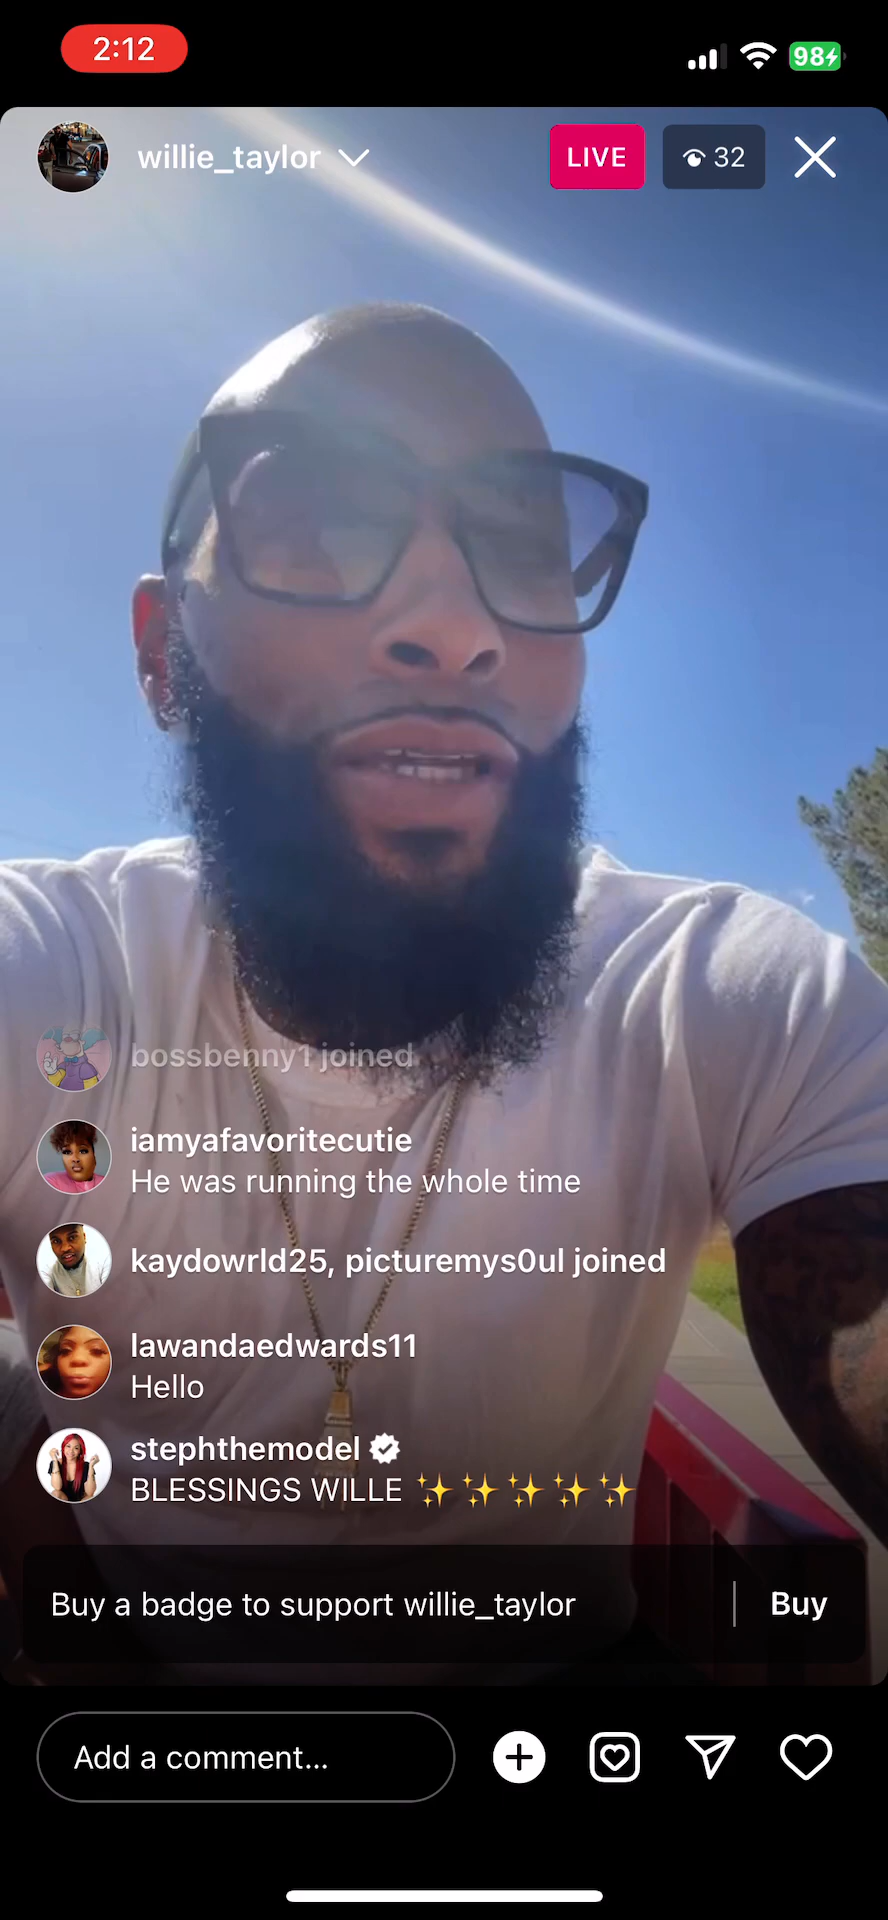 2:12
98
willie_taylor
LIVE
32
bossbenny1 joined
iamyafavoritecutie
He was running the whole time
kaydowrld25, picturemys0ul joined
lawandaedwards11
Hello
stephthemodel
BLESSINGS WILLE ✨✨✨✨✨
Buy a badge to support willie_taylor
Buy
Add a comment...